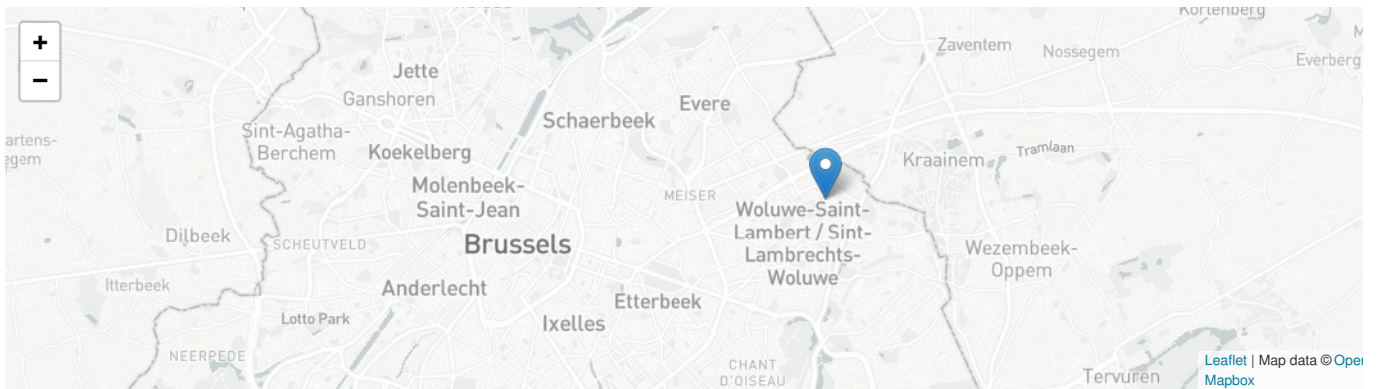 +
−
Kortenberg
Zaventem
Nossegem
Everberg
Jette
Ganshoren
Evere
Schaerbeek
Sint-Agatha-
Berchem
Koekelberg
Kraainem
Tramlaan
artens-
egem
Molenbeek-
Saint-Jean
MEISER
Woluwe-Saint-
Lambert / Sint-
Lambrechts-
Woluwe
Dilbeek
SCHEUTVELD
Brussels
Wezembeek-
Oppem
Itterbeek
Anderlecht
Etterbeek
Lotto Park
Ixelles
NEERPEDE
CHANT
D'OISEAU
Tervuren
Leaflet | Map data © Oper
Mapbox